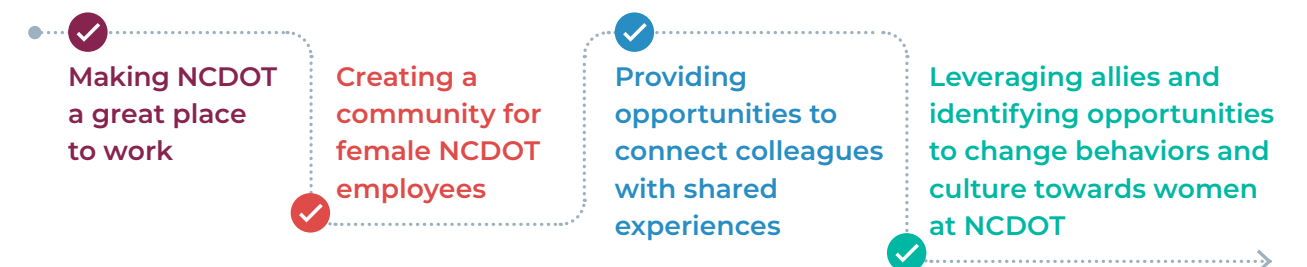 Making NCDOT
a great place
to work
Creating a
community for
female NCDOT
employees
Providing
opportunities to
connect colleagues
with shared
experiences
Leveraging allies and
identifying opportunities
to change behaviors and
culture towards women
at NCDOT